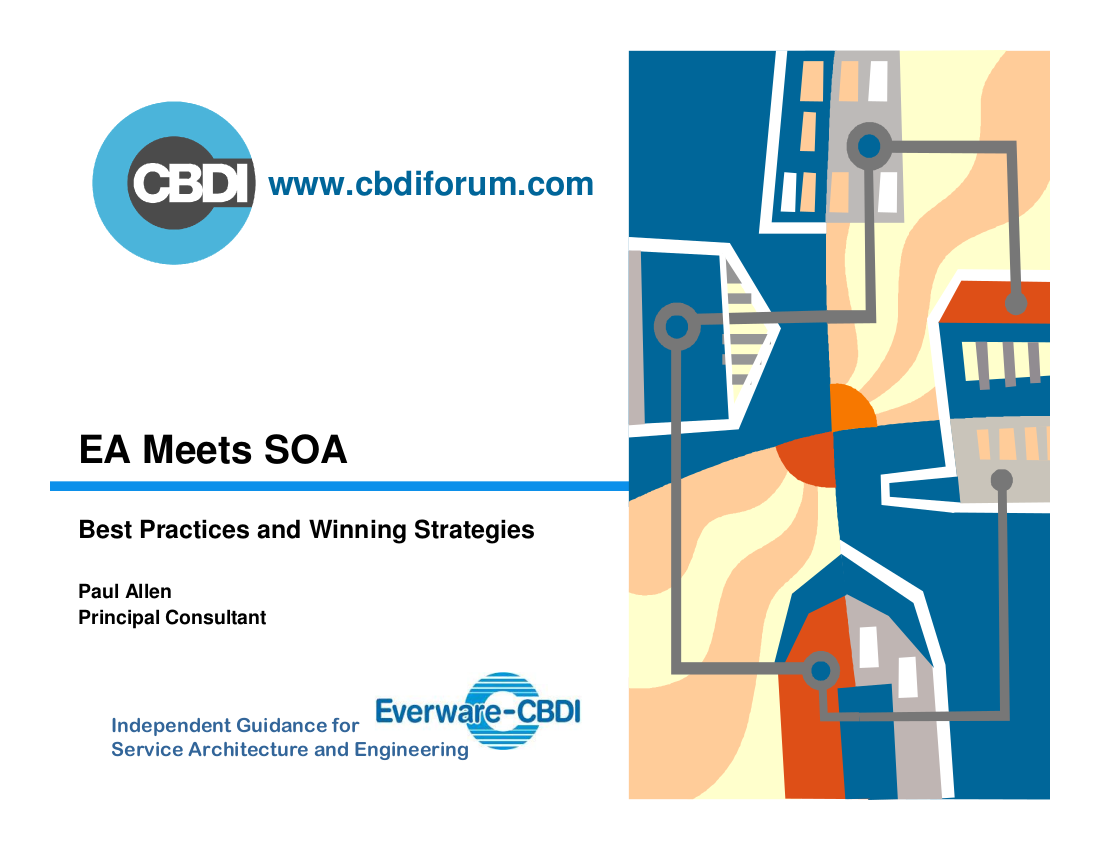 CBDI www.cbdiforum.com
EA Meets SOA
Best Practices and Winning Strategies
Paul Allen
Principal Consultant
Everware-CBDI
Independent Guidance for
Service Architecture and Engineering